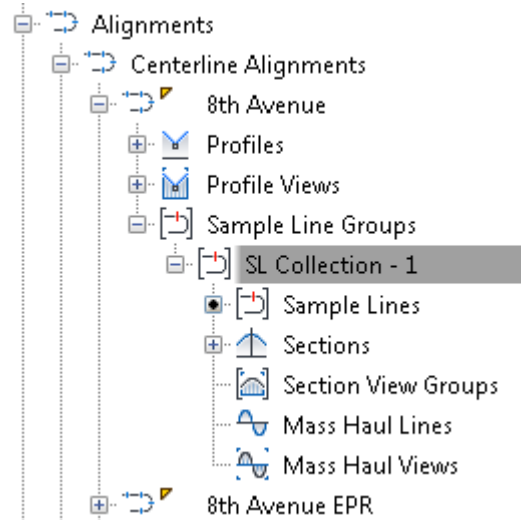 Alignments
Centerline Alignments
8th Avenue
Profiles
Profile Views
Sample Line Groups
SL Collection - 1
Sample Lines
Sections
Section View Groups
Mass Haul Lines
Mass Haul Views
8th Avenue EPR